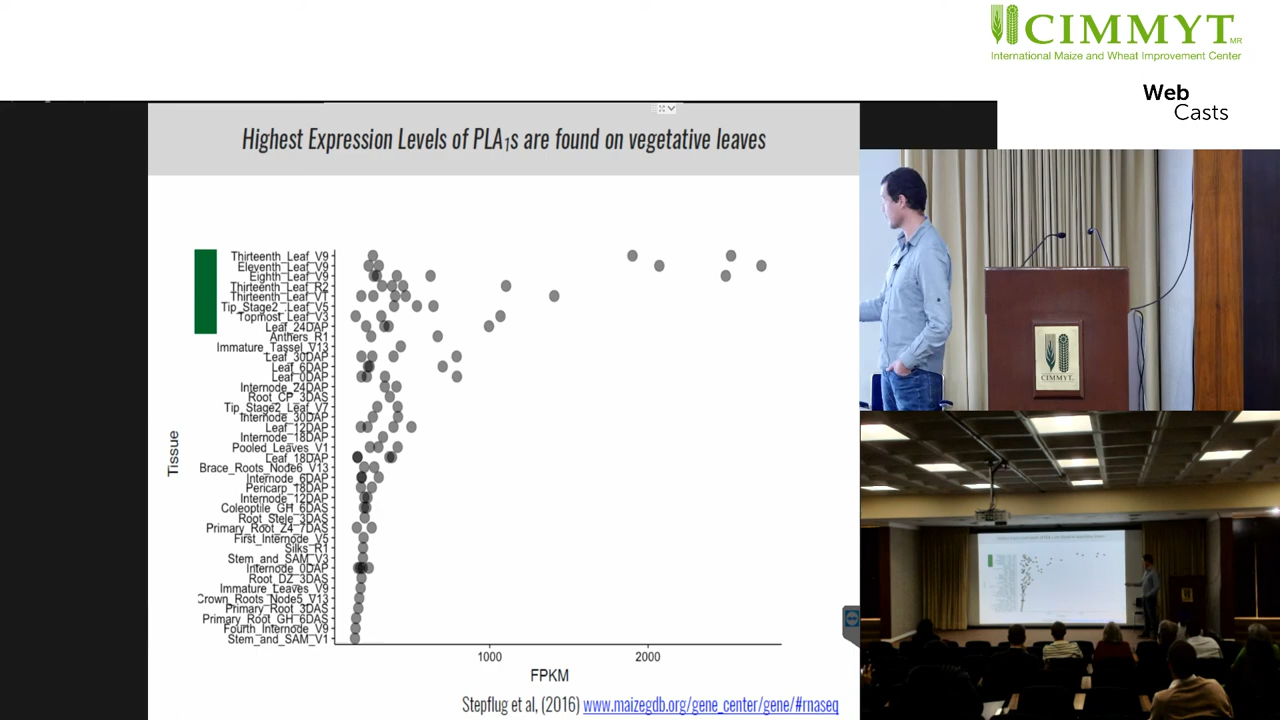 CIMMYT MR
International Maize and Wheat Improvement Center
Web
Casts
Highest Expression Levels of PLA₁s are found on vegetative leaves
Tissue
Thirteenth_Leaf_V9
Eleventh_Leaf_V9
Eighth_Leaf_V9
Thirteenth_Leaf_R2
Thirteenth_Leaf_VT
Tip_Stage2_Leaf_V5
Topmost_Leaf_V3
Leaf_24DAP
Anthers_R1
Immature_Tassel_V13
Leaf_30DAP
Leaf_6DAP
Leaf_0DAP
Internode_24DAP
Root_CP_3DAS
Tip_Stage2_Leaf_V7
Internode_30DAP
Leaf_12DAP
Internode_18DAP
Pooled_Leaves_V1
Leaf_18DAP
Brace_Roots_Node6_V13
Internode_6DAP
Pericarp_18DAP
Internode_12DAP
Coleoptile_GH_6DAS
Root_Stele_3DAS
Primary_Root_Z4_7DAS
First_Internode_V5
Silks_R1
Stem_and_SAM_V3
Internode_0DAP
Root_DZ_3DAS
Immature_Leaves_V9
Crown_Roots_Node5_V13
Primary_Root_3DAS
Primary_Root_GH_6DAS
Fourth_Internode_V9
Stem_and_SAM_V1
1000 2000
FPKM
Stepflug et al, (2016) www.maizegdb.org/gene_center/gene/#rnaseq
CIMMYT